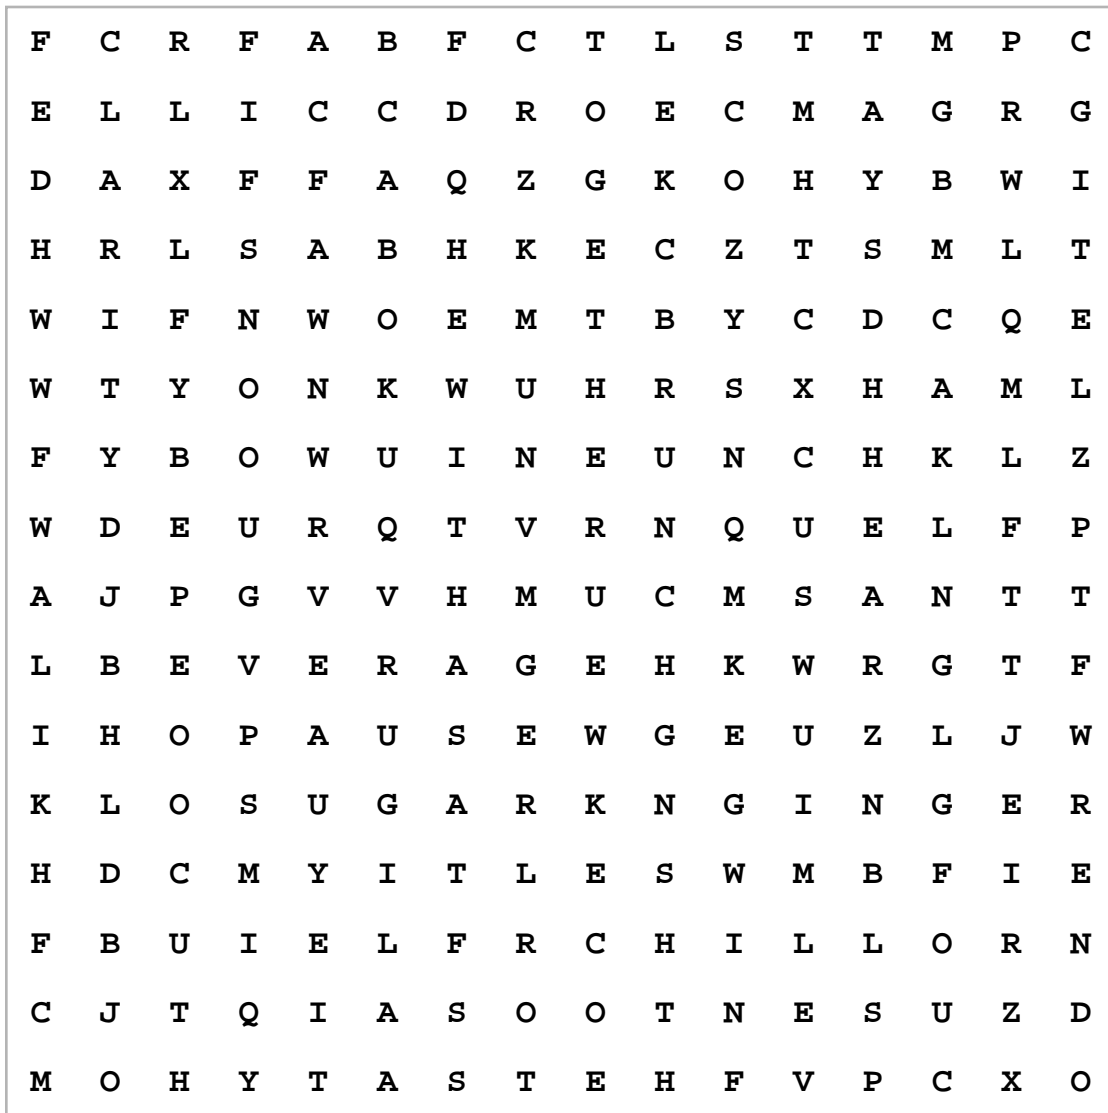 F C R F A B F C T L S T T M P C
E L L I C C D R O E C M A G R G
D A X F F A Q Z G K O H Y B W I
H R L S A B H K E C Z T S M L T
W I F N W O E M T B Y C D C Q E
W T Y O N K W U H R S X H A M L
F Y B O W U I N E U N C H K L Z
W D E U R Q T V R N Q U E L F P
A J P G V V H M U C M S A N T T
L B E V E R A G E H K W R G T F
I H O P A U S E W G E U Z L J W
K L O S U G A R K N G I N G E R
H D C M Y I T L E S W M B F I E
F B U I E L F R C H I L L O R N
C J T Q I A S O O T N E S U Z D
M O H Y T A S T E H F V P C X O